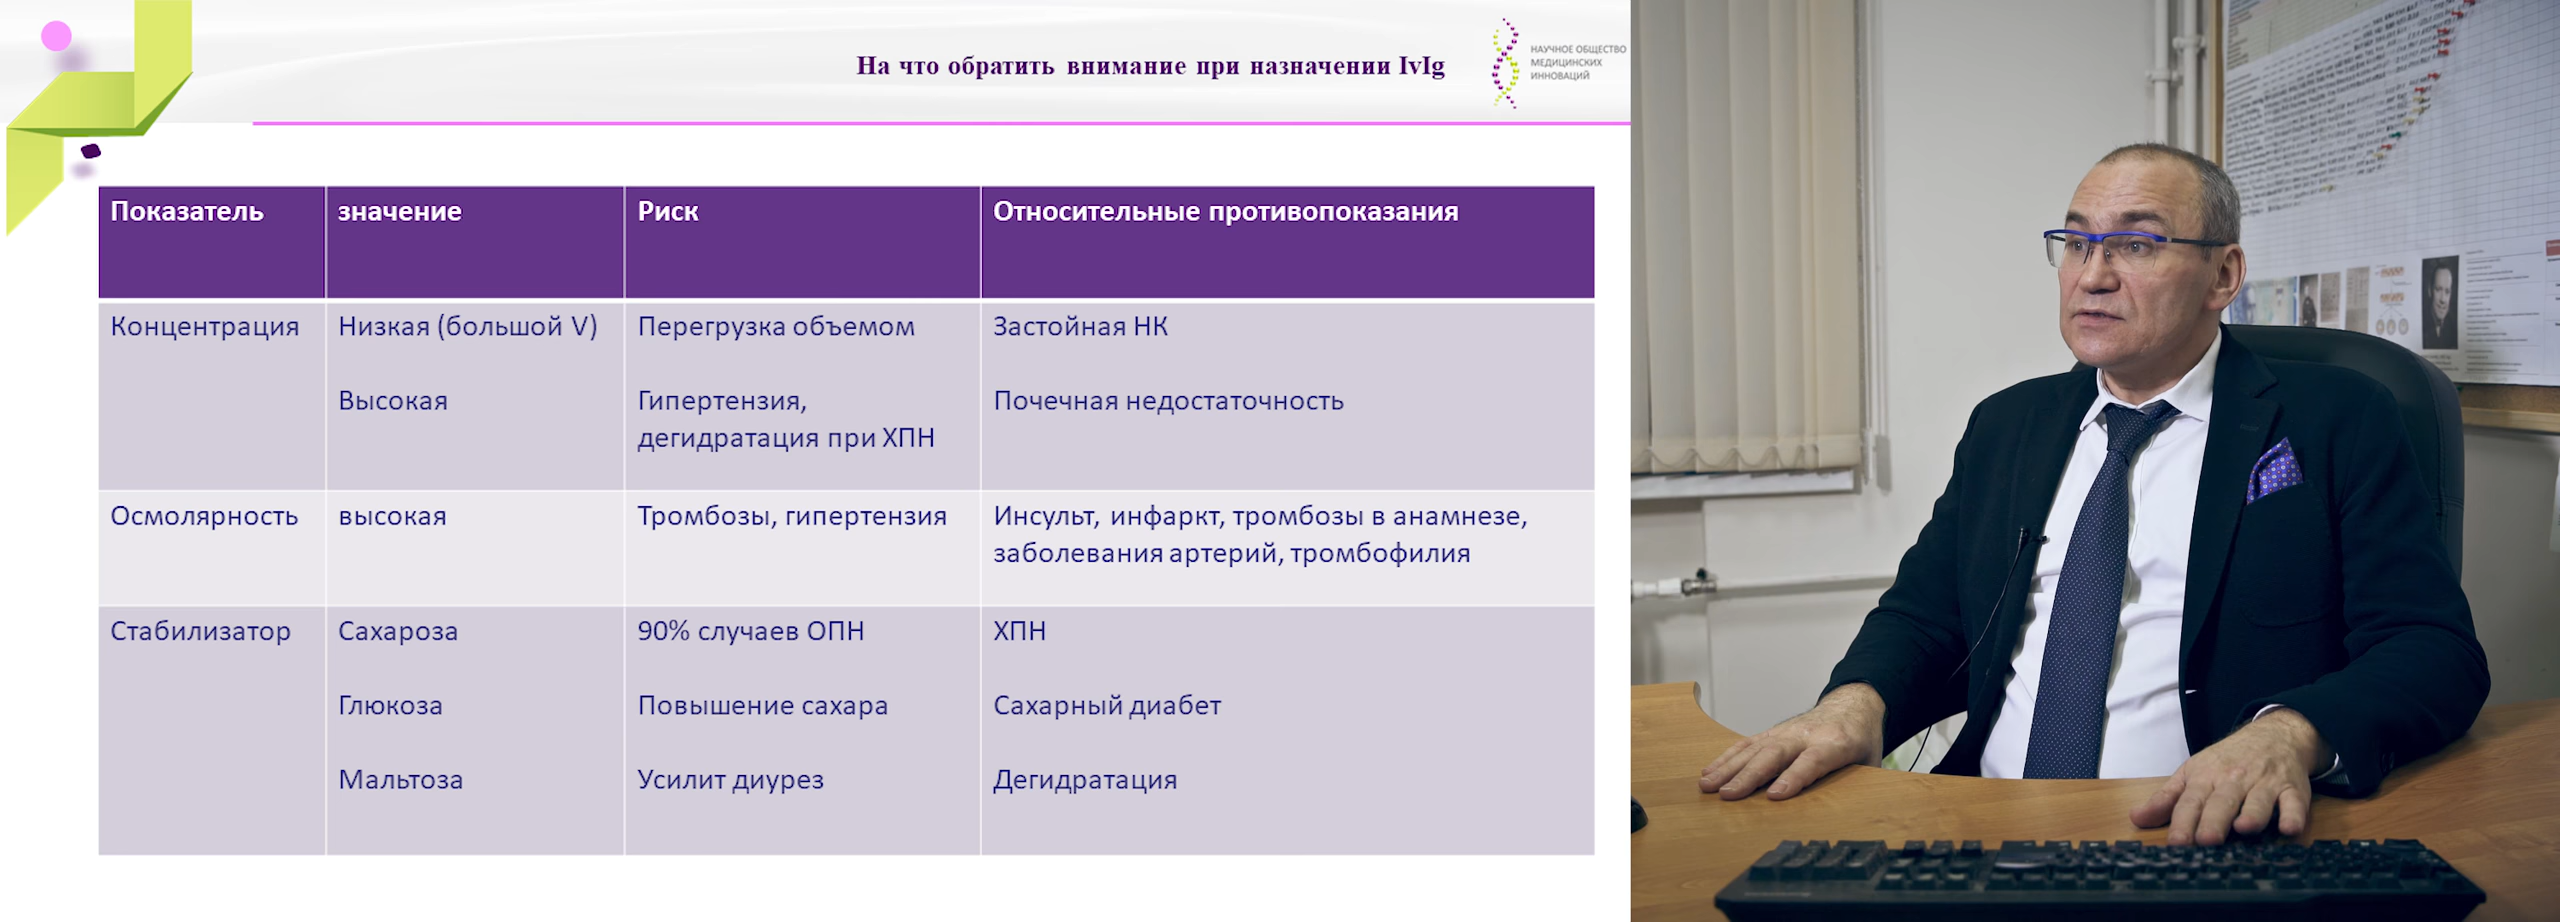 На что обратить внимание при назначении IvIg
НАУЧНОЕ ОБЩЕСТВО
МЕДИЦИНСКИХ
ИННОВАЦИЙ
Показатель значение Риск Относительные противопоказания
Концентрация Низкая (большой V) Перегрузка объемом Застойная НК
Высокая Гипертензия, Почечная недостаточность
дегидратация при ХПН
Осмолярность высокая Тромбозы, гипертензия Инсульт, инфаркт, тромбозы в анамнезе,
заболевания артерий, тромбофилия
Стабилизатор Сахароза 90% случаев ОПН ХПН
Глюкоза Повышение сахара Сахарный диабет
Мальтоза Усилит диурез Дегидратация